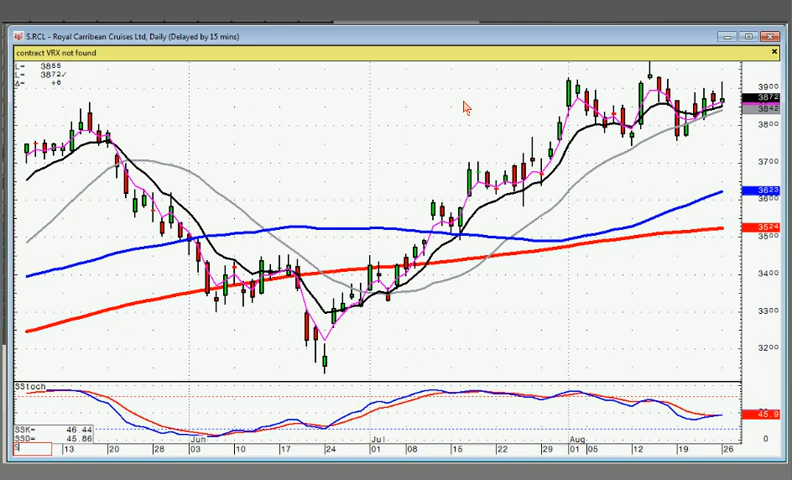 S.RCL - Royal Carribean Cruises Ltd, Daily (Delayed by 15 mins)
contract VRX not found
L= 3855
L= 3872✓
Δ= +6
3900
3872
3842
3800
3700
3623
3600
3524
3500
3400
3300
3200
SStoch
46.9
SSK= 46.44
SSD= 45.86
0
Jun Jul Aug
S
13 20 28 03 10 17 24 01 08 15 22 29 01 05 12 19 26